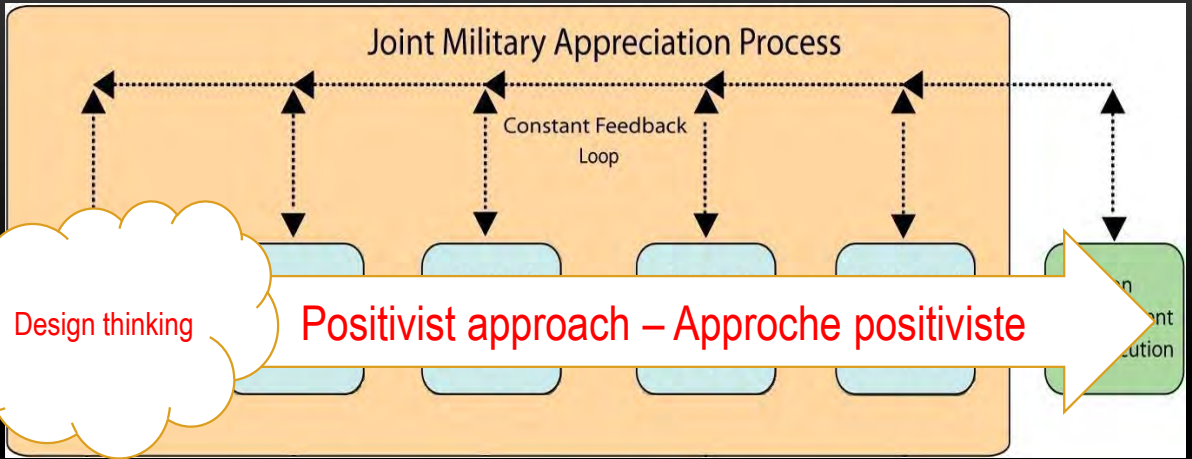 Joint Military Appreciation Process
Constant Feedback
Loop
Design thinking
Positivist approach – Approche positiviste